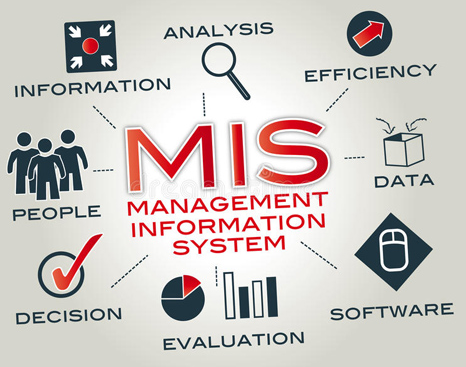 ANALYSIS
INFORMATION
EFFICIENCY
MIS
MANAGEMENT
INFORMATION
SYSTEM
PEOPLE
DATA
DECISION
EVALUATION
SOFTWARE